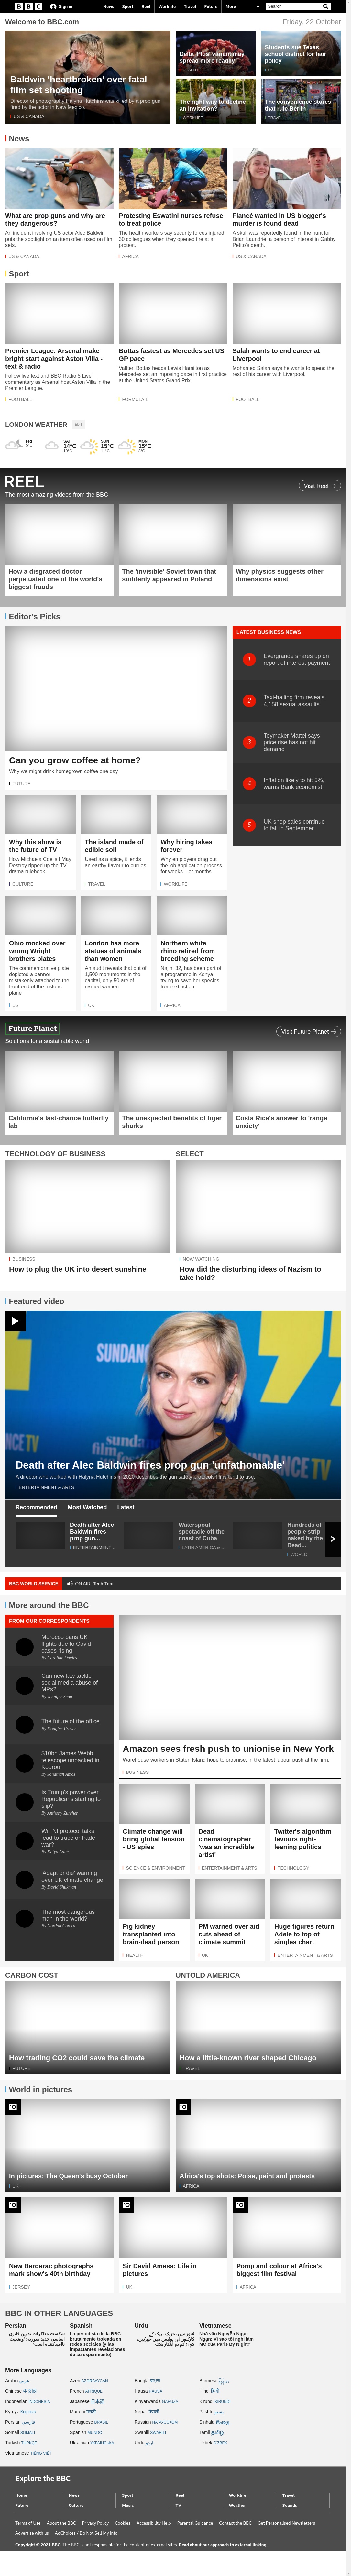 BBC
Sign in
News
Sport
Reel
Worklife
Travel
Future
More
Search
Welcome to BBC.com
Friday, 22 October
Baldwin 'heartbroken' over fatal
film set shooting
Director of photography Halyna Hutchins was killed by a prop gun
fired by the actor in New Mexico.
US & CANADA
Delta 'Plus' variant may
spread more readily
HEALTH
Students sue Texas
school district for hair
policy
US
The right way to decline
an invitation?
WORKLIFE
The convenience stores
that rule Berlin
TRAVEL
News
What are prop guns and why are
they dangerous?
An incident involving US actor Alec Baldwin
puts the spotlight on an item often used on film
sets.
US & CANADA
Protesting Eswatini nurses refuse
to treat police
The health workers say security forces injured
30 colleagues when they opened fire at a
protest.
AFRICA
Fiancé wanted in US blogger's
murder is found dead
A skull was reportedly found in the hunt for
Brian Laundrie, a person of interest in Gabby
Petito's death.
US & CANADA
Sport
Premier League: Arsenal make
bright start against Aston Villa -
text & radio
Follow live text and BBC Radio 5 Live
commentary as Arsenal host Aston Villa in the
Premier League.
FOOTBALL
Bottas fastest as Mercedes set US
GP pace
Valtteri Bottas heads Lewis Hamilton as
Mercedes set an imposing pace in first practice
at the United States Grand Prix.
FORMULA 1
Salah wants to end career at
Liverpool
Mohamed Salah says he wants to spend the
rest of his career with Liverpool.
FOOTBALL
LONDON WEATHER
EDIT
FRI
5°C
SAT
14°C
10°C
SUN
15°C
11°C
MON
15°C
8°C
REEL
The most amazing videos from the BBC
Visit Reel
How a disgraced doctor
perpetuated one of the world's
biggest frauds
The 'invisible' Soviet town that
suddenly appeared in Poland
Why physics suggests other
dimensions exist
Editor's Picks
Can you grow coffee at home?
Why we might drink homegrown coffee one day
FUTURE
Why this show is
the future of TV
How Michaela Coel's I May
Destroy ripped up the TV
drama rulebook
CULTURE
The island made of
edible soil
Used as a spice, it lends
an earthy flavour to curries
TRAVEL
Why hiring takes
forever
Why employers drag out
the job application process
for weeks – or months
WORKLIFE
Ohio mocked over
wrong Wright
brothers plates
The commemorative plate
depicted a banner
mistakenly attached to the
front end of the historic
plane
US
London has more
statues of animals
than women
An audit reveals that out of
1,500 monuments in the
capital, only 50 are of
named women
UK
Northern white
rhino retired from
breeding scheme
Najin, 32, has been part of
a programme in Kenya
trying to save her species
from extinction
AFRICA
LATEST BUSINESS NEWS
1
Evergrande shares up on
report of interest payment
2
Taxi-hailing firm reveals
4,158 sexual assaults
3
Toymaker Mattel says
price rise has not hit
demand
4
Inflation likely to hit 5%,
warns Bank economist
5
UK shop sales continue
to fall in September
Future Planet
Solutions for a sustainable world
Visit Future Planet
California's last-chance butterfly
lab
The unexpected benefits of tiger
sharks
Costa Rica's answer to 'range
anxiety'
TECHNOLOGY OF BUSINESS
BUSINESS
How to plug the UK into desert sunshine
SELECT
NOW WATCHING
How did the disturbing ideas of Nazism to
take hold?
Featured video
Death after Alec Baldwin fires prop gun 'unfathomable'
A director who worked with Halyna Hutchins in 2020 describes the gun safety protocols films tend to use.
ENTERTAINMENT & ARTS
Recommended
Most Watched
Latest
Death after Alec
Baldwin fires
prop gun...
ENTERTAINMENT ...
Waterspout
spectacle off the
coast of Cuba
LATIN AMERICA & ...
Hundreds of
people strip
naked by the
Dead...
WORLD
BBC WORLD SERVICE
ON AIR: Tech Tent
More around the BBC
FROM OUR CORRESPONDENTS
Morocco bans UK
flights due to Covid
cases rising
By Caroline Davies
Can new law tackle
social media abuse of
MPs?
By Jennifer Scott
The future of the office
By Douglas Fraser
$10bn James Webb
telescope unpacked in
Kourou
By Jonathan Amos
Is Trump's power over
Republicans starting to
slip?
By Anthony Zurcher
Will NI protocol talks
lead to truce or trade
war?
By Katya Adler
'Adapt or die' warning
over UK climate change
By David Shukman
The most dangerous
man in the world?
By Gordon Corera
Amazon sees fresh push to unionise in New York
Warehouse workers in Staten Island hope to organise, in the latest labour push at the firm.
BUSINESS
Climate change will
bring global tension
- US spies
SCIENCE & ENVIRONMENT
Dead
cinematographer
'was an incredible
artist'
ENTERTAINMENT & ARTS
Twitter's algorithm
favours right-
leaning politics
TECHNOLOGY
Pig kidney
transplanted into
brain-dead person
HEALTH
PM warned over aid
cuts ahead of
climate summit
UK
Huge figures return
Adele to top of
singles chart
ENTERTAINMENT & ARTS
CARBON COST
How trading CO2 could save the climate
FUTURE
UNTOLD AMERICA
How a little-known river shaped Chicago
TRAVEL
World in pictures
In pictures: The Queen's busy October
UK
Africa's top shots: Poise, paint and protests
AFRICA
New Bergerac photographs
mark show's 40th birthday
JERSEY
Sir David Amess: Life in
pictures
UK
Pomp and colour at Africa's
biggest film festival
AFRICA
BBC IN OTHER LANGUAGES
Persian
شکست مذاکرات تدوین قانون
اساسی جدید سوریه؛ 'وضعیت
ناامیدکننده است'
Spanish
La periodista de la BBC
brutalmente troleada en
redes sociales (y las
impactantes revelaciones
de su experimento)
Urdu
Vietnamese
Nhà văn Nguyễn Ngọc
Ngạn: Vì sao tôi nghỉ làm
MC của Paris By Night?
More Languages
Arabic عربي
Azeri AZƏRBAYCAN
Bangla বাংলা
Burmese မြန်မာ
Chinese 中文网
French AFRIQUE
Hausa HAUSA
Hindi हिन्दी
Indonesian INDONESIA
Japanese 日本語
Kinyarwanda GAHUZA
Kirundi KIRUNDI
Kyrgyz Кыргыз
Marathi मराठी
Nepali नेपाली
Pashto پښتو
Persian فارسی
Portuguese BRASIL
Russian НА РУССКОМ
Sinhala සිංහල
Somali SOMALI
Spanish MUNDO
Swahili SWAHILI
Tamil தமிழ்
Turkish TÜRKÇE
Ukrainian УКРАЇНСЬКA
Urdu اردو
Uzbek O'ZBEK
Vietnamese TIẾNG VIỆT
Explore the BBC
Home
News
Sport
Reel
Worklife
Travel
Future
Culture
Music
TV
Weather
Sounds
Terms of Use
About the BBC
Privacy Policy
Cookies
Accessibility Help
Parental Guidance
Contact the BBC
Get Personalised Newsletters
Advertise with us
AdChoices / Do Not Sell My Info
Copyright © 2021 BBC. The BBC is not responsible for the content of external sites. Read about our approach to external linking.